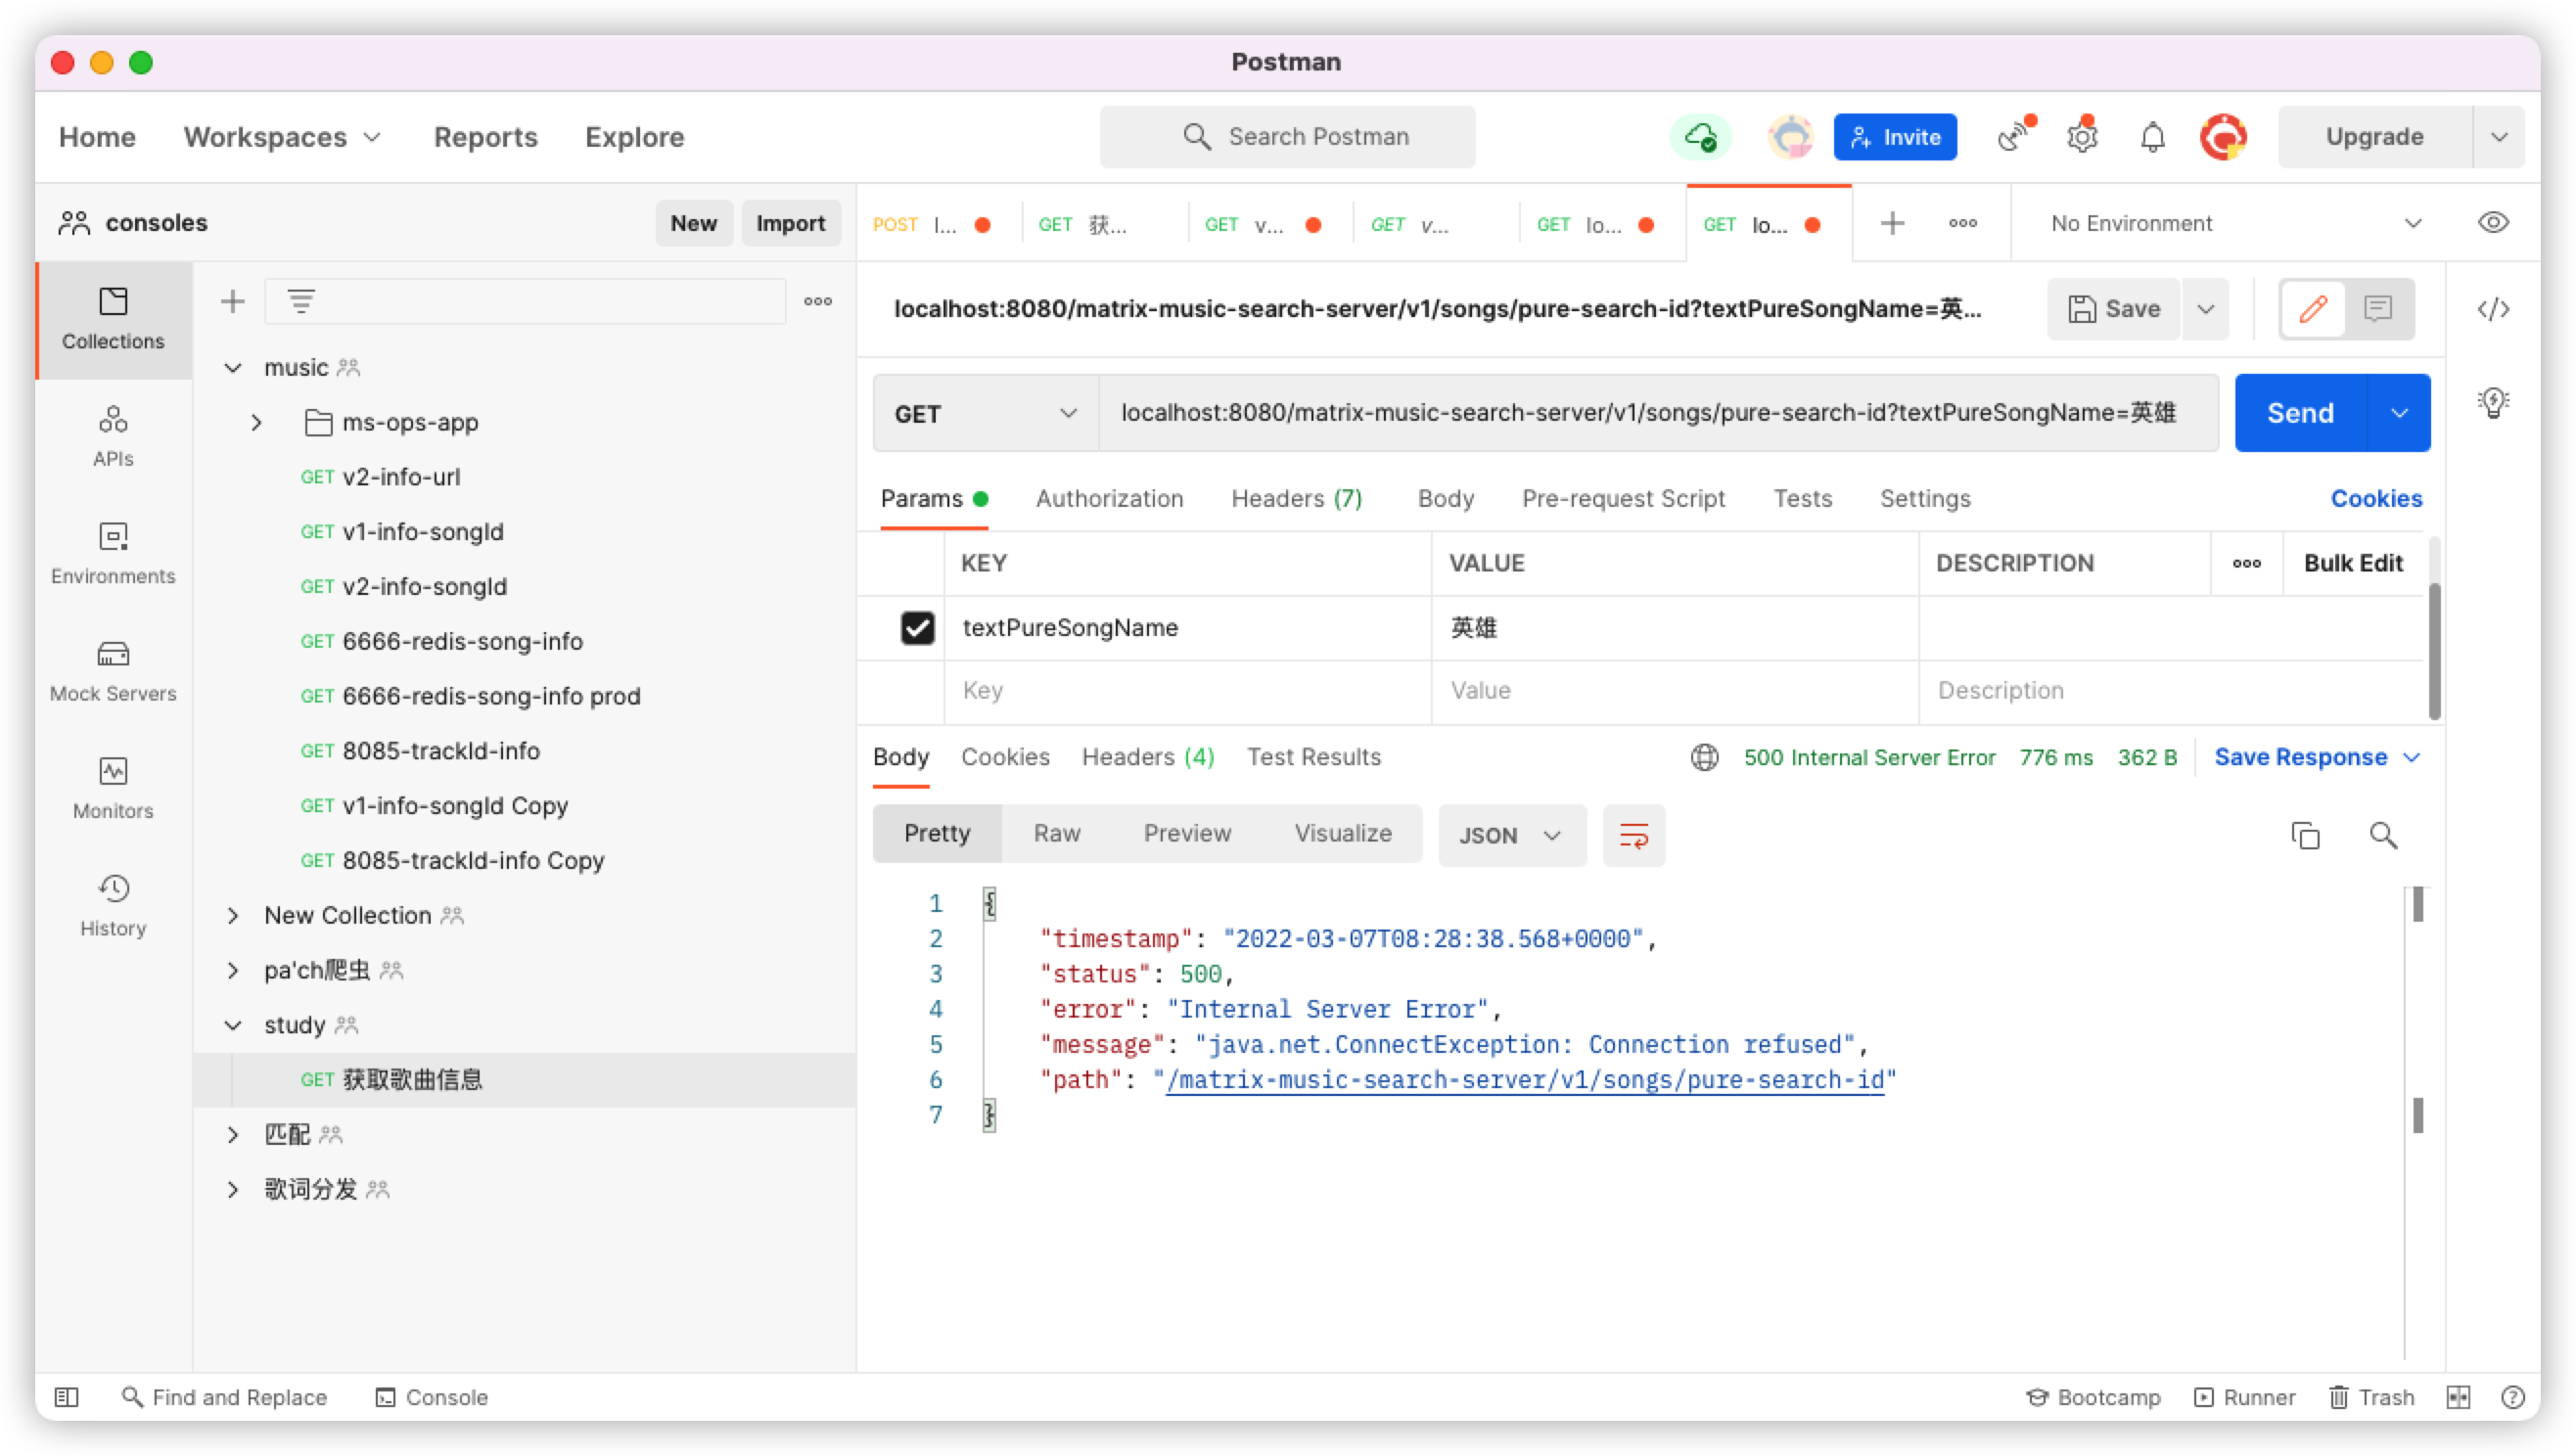 Postman
Home Workspaces Reports Explore Search Postman Invite Upgrade
consoles New Import
POST l... GET 获... GET v... GET v... GET lo... GET lo... No Environment
Collections
APIs
Environments
Mock Servers
Monitors
History
music
ms-ops-app
GET v2-info-url
GET v1-info-songId
GET v2-info-songId
GET 6666-redis-song-info
GET 6666-redis-song-info prod
GET 8085-trackId-info
GET v1-info-songId Copy
GET 8085-trackId-info Copy
New Collection
pa'ch爬虫
study
GET 获取歌曲信息
匹配
歌词分发
localhost:8080/matrix-music-search-server/v1/songs/pure-search-id?textPureSongName=英... Save
GET localhost:8080/matrix-music-search-server/v1/songs/pure-search-id?textPureSongName=英雄 Send
Params Authorization Headers (7) Body Pre-request Script Tests Settings Cookies
KEY VALUE DESCRIPTION Bulk Edit
textPureSongName 英雄
Key Value Description
Body Cookies Headers (4) Test Results 500 Internal Server Error 776 ms 362 B Save Response
Pretty Raw Preview Visualize JSON
1 {
2 "timestamp": "2022-03-07T08:28:38.568+0000",
3 "status": 500,
4 "error": "Internal Server Error",
5 "message": "java.net.ConnectException: Connection refused",
6 "path": "/matrix-music-search-server/v1/songs/pure-search-id"
7 }
Find and Replace Console Bootcamp Runner Trash